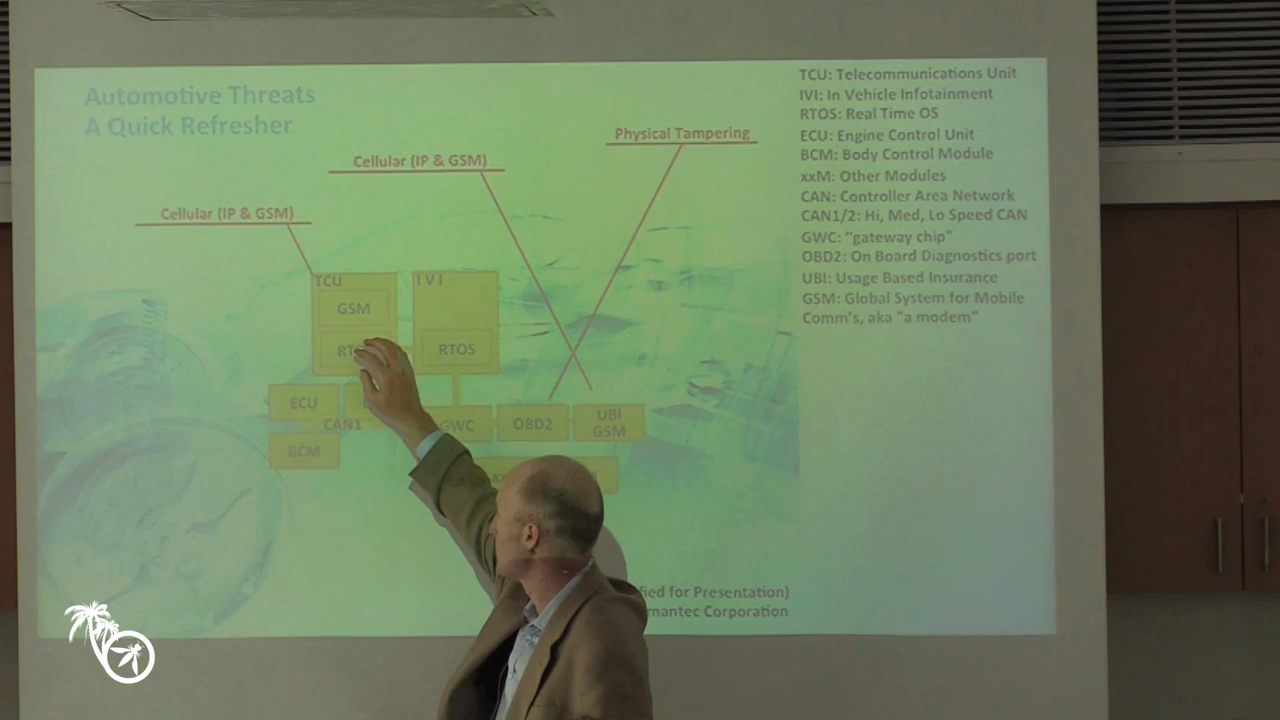 Automotive Threats
A Quick Refresher
Cellular (IP & GSM)
Cellular (IP & GSM)
Physical Tampering
TCU
GSM
I V I
RTOS
ECU
CAN1
BCM
GWC
OBD2
UBI
GSM
TCU: Telecommunications Unit
IVI: In Vehicle Infotainment
RTOS: Real Time OS
ECU: Engine Control Unit
BCM: Body Control Module
xxM: Other Modules
CAN: Controller Area Network
CAN1/2: Hi, Med, Lo Speed CAN
GWC: “gateway chip”
OBD2: On Board Diagnostics port
UBI: Usage Based Insurance
GSM: Global System for Mobile
Comm's, aka "a modem"
for Presentation)
Corporation